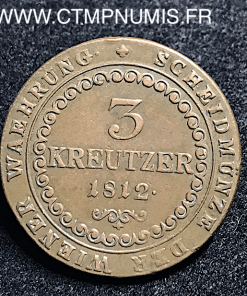 WWW.CTMPNUMIS.FR
SCHEIDMÜNZE DER WIENER WAEHRUNG
3
KREUTZER
1812.